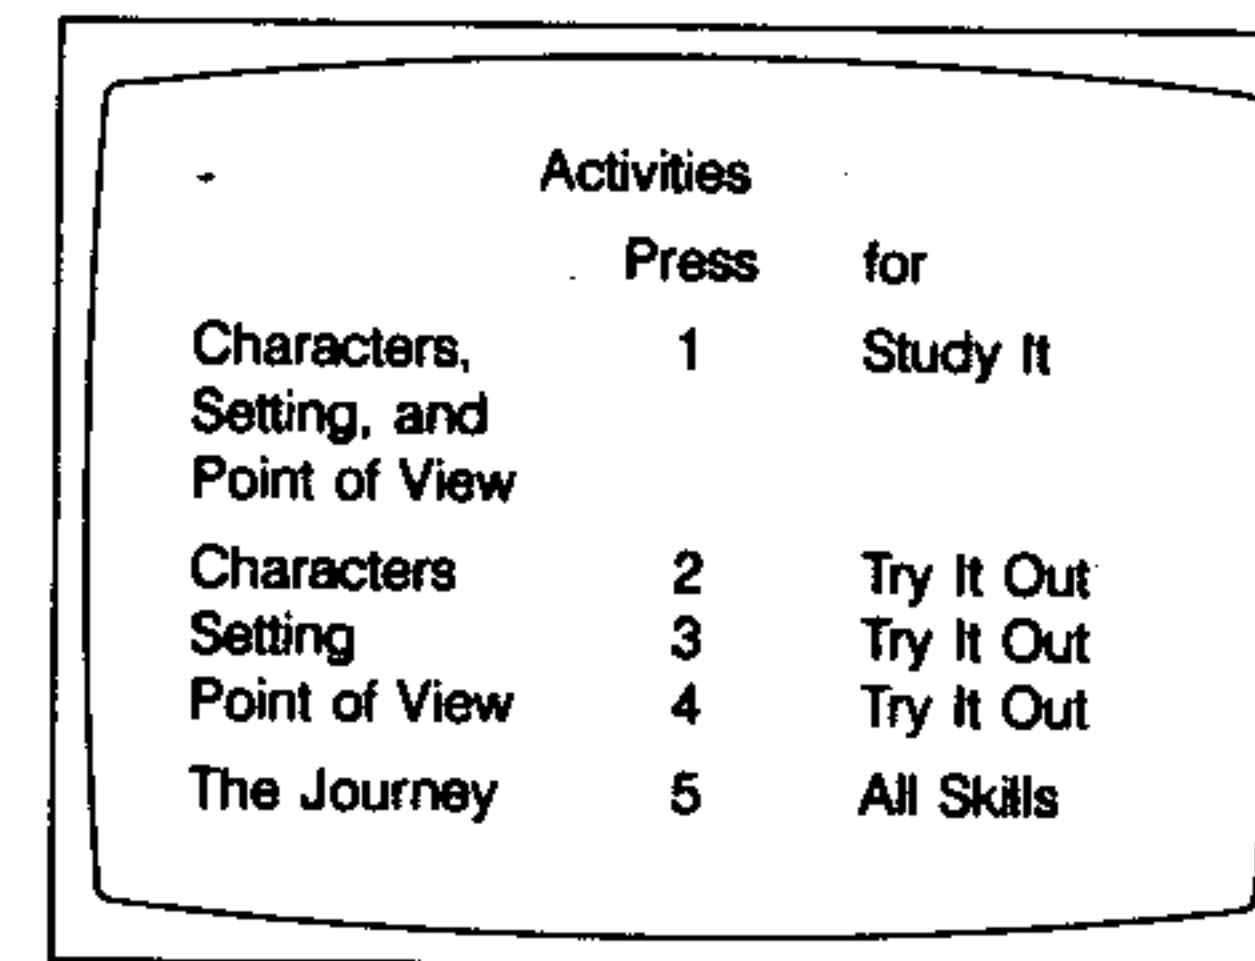 Activities
Press for
Characters, 1 Study It
Setting, and
Point of View
Characters 2 Try It Out
Setting 3 Try It Out
Point of View 4 Try It Out
The Journey 5 All Skills